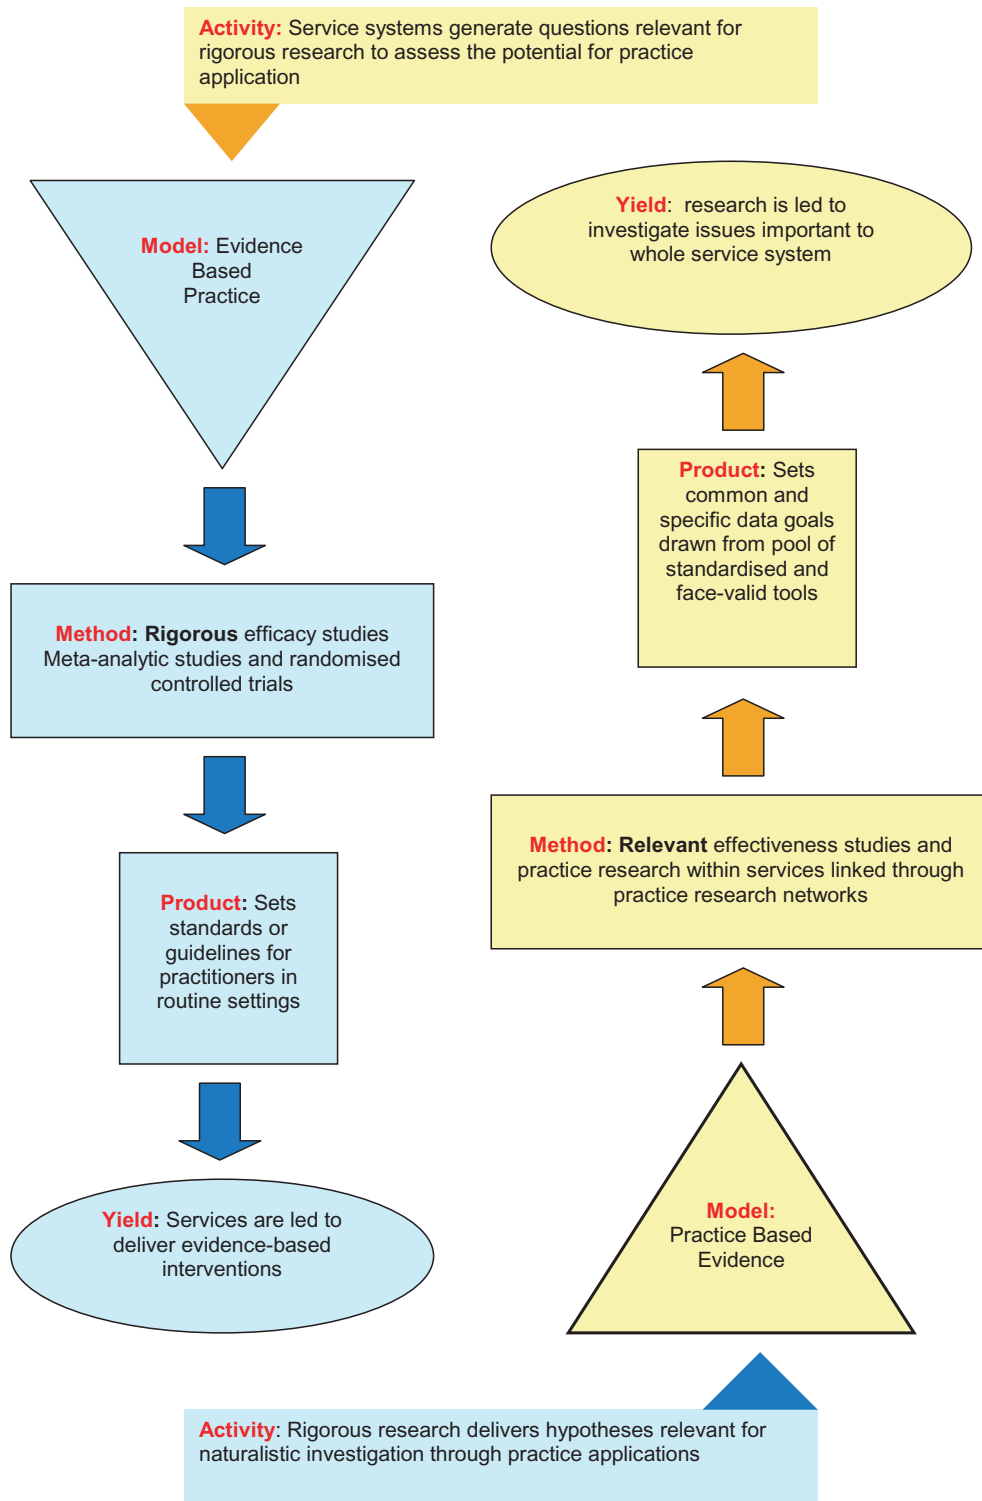 Activity: Service systems generate questions relevant for
rigorous research to assess the potential for practice
application
Model: Evidence
Based
Practice
Method: Rigorous efficacy studies
Meta-analytic studies and randomised
controlled trials
Product: Sets
standards or
guidelines for
practitioners in
routine settings
Yield: Services are led to
deliver evidence-based
interventions
Yield:  research is led to
investigate issues important to
whole service system
Product: Sets
common and
specific data goals
drawn from pool of
standardised and
face-valid tools
Method: Relevant effectiveness studies and
practice research within services linked through
practice research networks
Model:
Practice Based
Evidence
Activity: Rigorous research delivers hypotheses relevant for
naturalistic investigation through practice applications